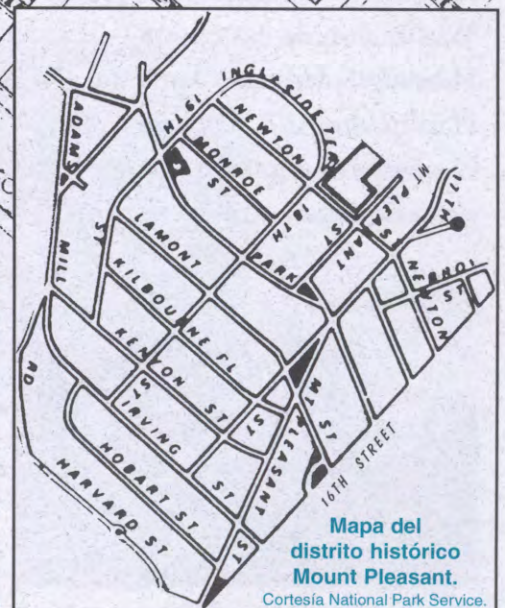 19TH
INGLESIDE TER
NEWTON
ST
MONROE
ST
18TH
MT PLEASANT
17TH
NEWTON
ST
ADAMS
MILL
RD
PARK
LAMONT
ST
KILBOURNE PL
KENYON ST
ST
IRVING
ST
HOBART ST
HARVARD ST
MT
ST
PLEASANT
ST
16TH STREET
Mapa del
distrito histórico
Mount Pleasant.
Cortesía National Park Service.